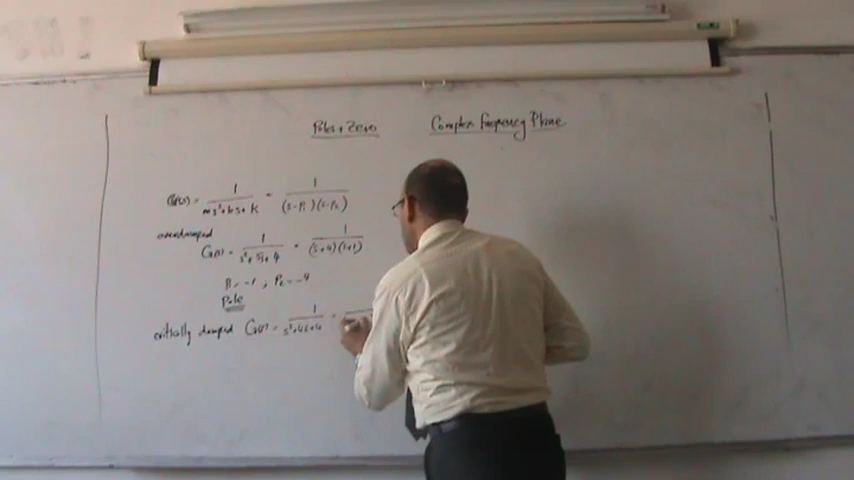 Poles + Zero Complex Frequency Plane
G(s) = 1/(ms²+bs+k) = 1/((s-p₁)(s-p₂))
overdamped
G(s) = 1/(s²+5s+4) = 1/((s+4)(s+1))
P₁ = -1 , P₂ = -4
Pole
critically damped G(s) = 1/(s²+4s+4) =